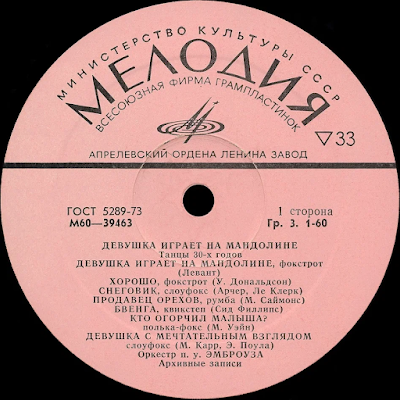 МИНИСТЕРСТВО КУЛЬТУРЫ СССР
МЕЛОДИЯ
ВСЕСОЮЗНАЯ ФИРМА ГРАМПЛАСТИНОК
▽33
АПРЕЛЕВСКИЙ ОРДЕНА ЛЕНИНА ЗАВОД
ГОСТ 5289-73
М60—39463
1 сторона
Гр. 3. 1-60
ДЕВУШКА ИГРАЕТ НА МАНДОЛИНЕ
Танцы 30-х годов
ДЕВУШКА ИГРАЕТ НА МАНДОЛИНЕ, фокстрот
(Левант)
ХОРОШО, фокстрот (У. Дональдсон)
СНЕГОВИК, слоуфокс (Арчер, Ле Клерк)
ПРОДАВЕЦ ОРЕХОВ, румба (М. Саймонс)
БВЕНГА, квикстеп (Сид Филлипс)
КТО ОГОРЧИЛ МАЛЫША?
полька-фокс (М. Уэйн)
ДЕВУШКА С МЕЧТАТЕЛЬНЫМ ВЗГЛЯДОМ
слоуфокс (М. Карр, Э. Поула)
Оркестр п. у. ЭМБРОУЗА
Архивные записи